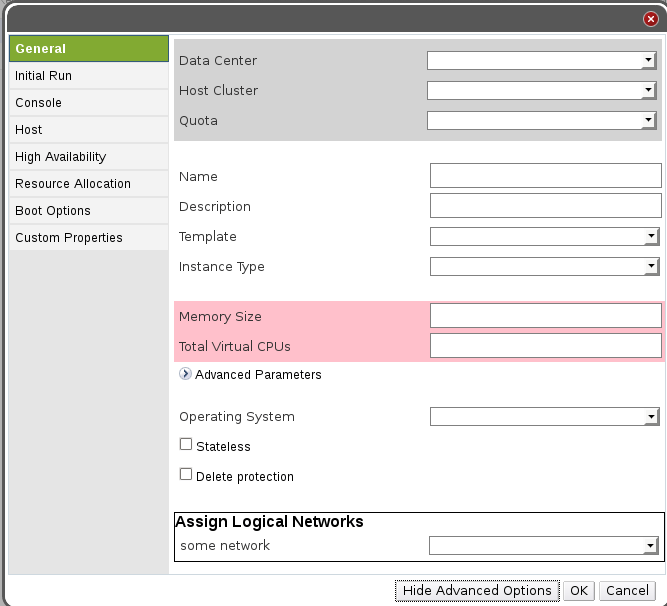 General
Initial Run
Console
Host
High Availability
Resource Allocation
Boot Options
Custom Properties
Data Center
Host Cluster
Quota
Name
Description
Template
Instance Type
Memory Size
Total Virtual CPUs
Advanced Parameters
Operating System
Stateless
Delete protection
Assign Logical Networks
some network
Hide Advanced Options OK Cancel